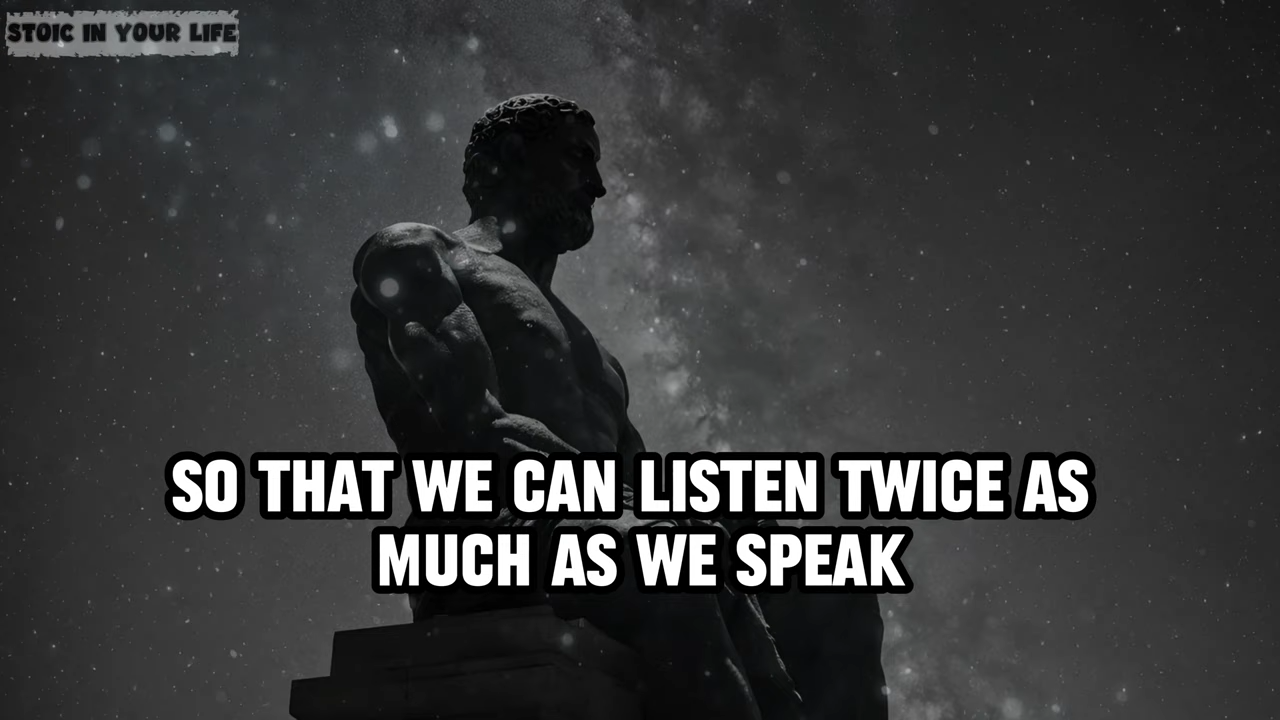 STOIC IN YOUR LIFE
SO THAT WE CAN LISTEN TWICE AS
MUCH AS WE SPEAK